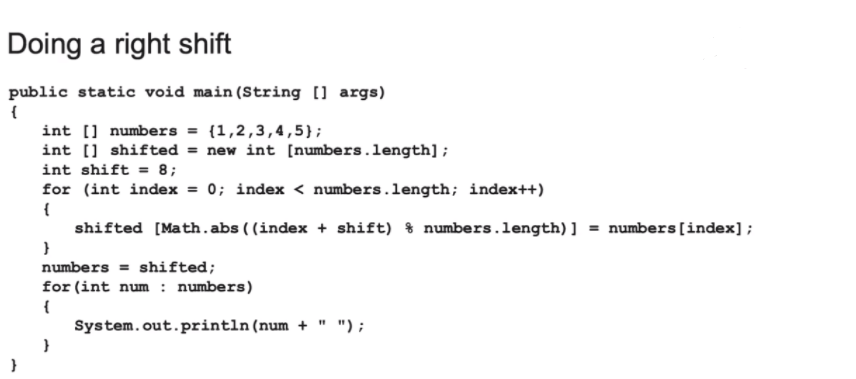 Doing a right shift
public static void main(String [] args)
{
int [] numbers = {1,2,3,4,5};
int [] shifted = new int [numbers.length];
int shift = 8;
for (int index = 0; index < numbers.length; index++)
{
shifted [Math.abs((index + shift) % numbers.length)] = numbers[index];
}
numbers = shifted;
for(int num : numbers)
{
System.out.println(num + " ");
}
}